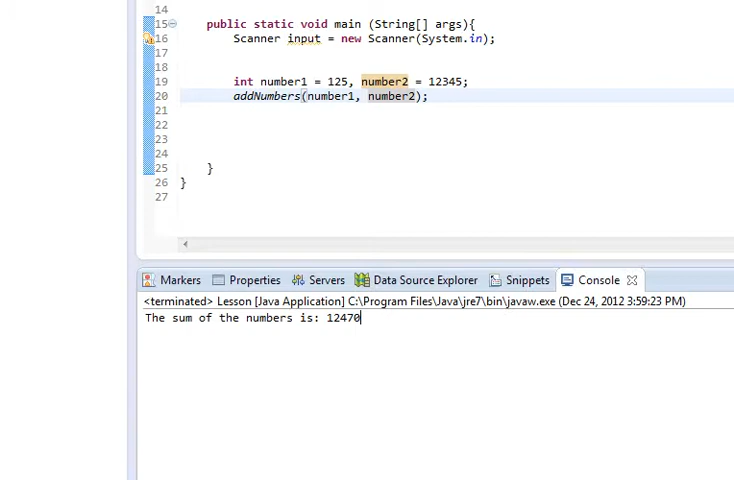 14
15 public static void main (String[] args){
16 Scanner input = new Scanner(System.in);
17
18
19 int number1 = 125, number2 = 12345;
20 addNumbers(number1, number2);
21
22
23
24
25 }
26 }
27
Markers Properties Servers Data Source Explorer Snippets Console
<terminated> Lesson [Java Application] C:\Program Files\Java\jre7\bin\javaw.exe (Dec 24, 2012 3:59:23 PM)
The sum of the numbers is: 12470